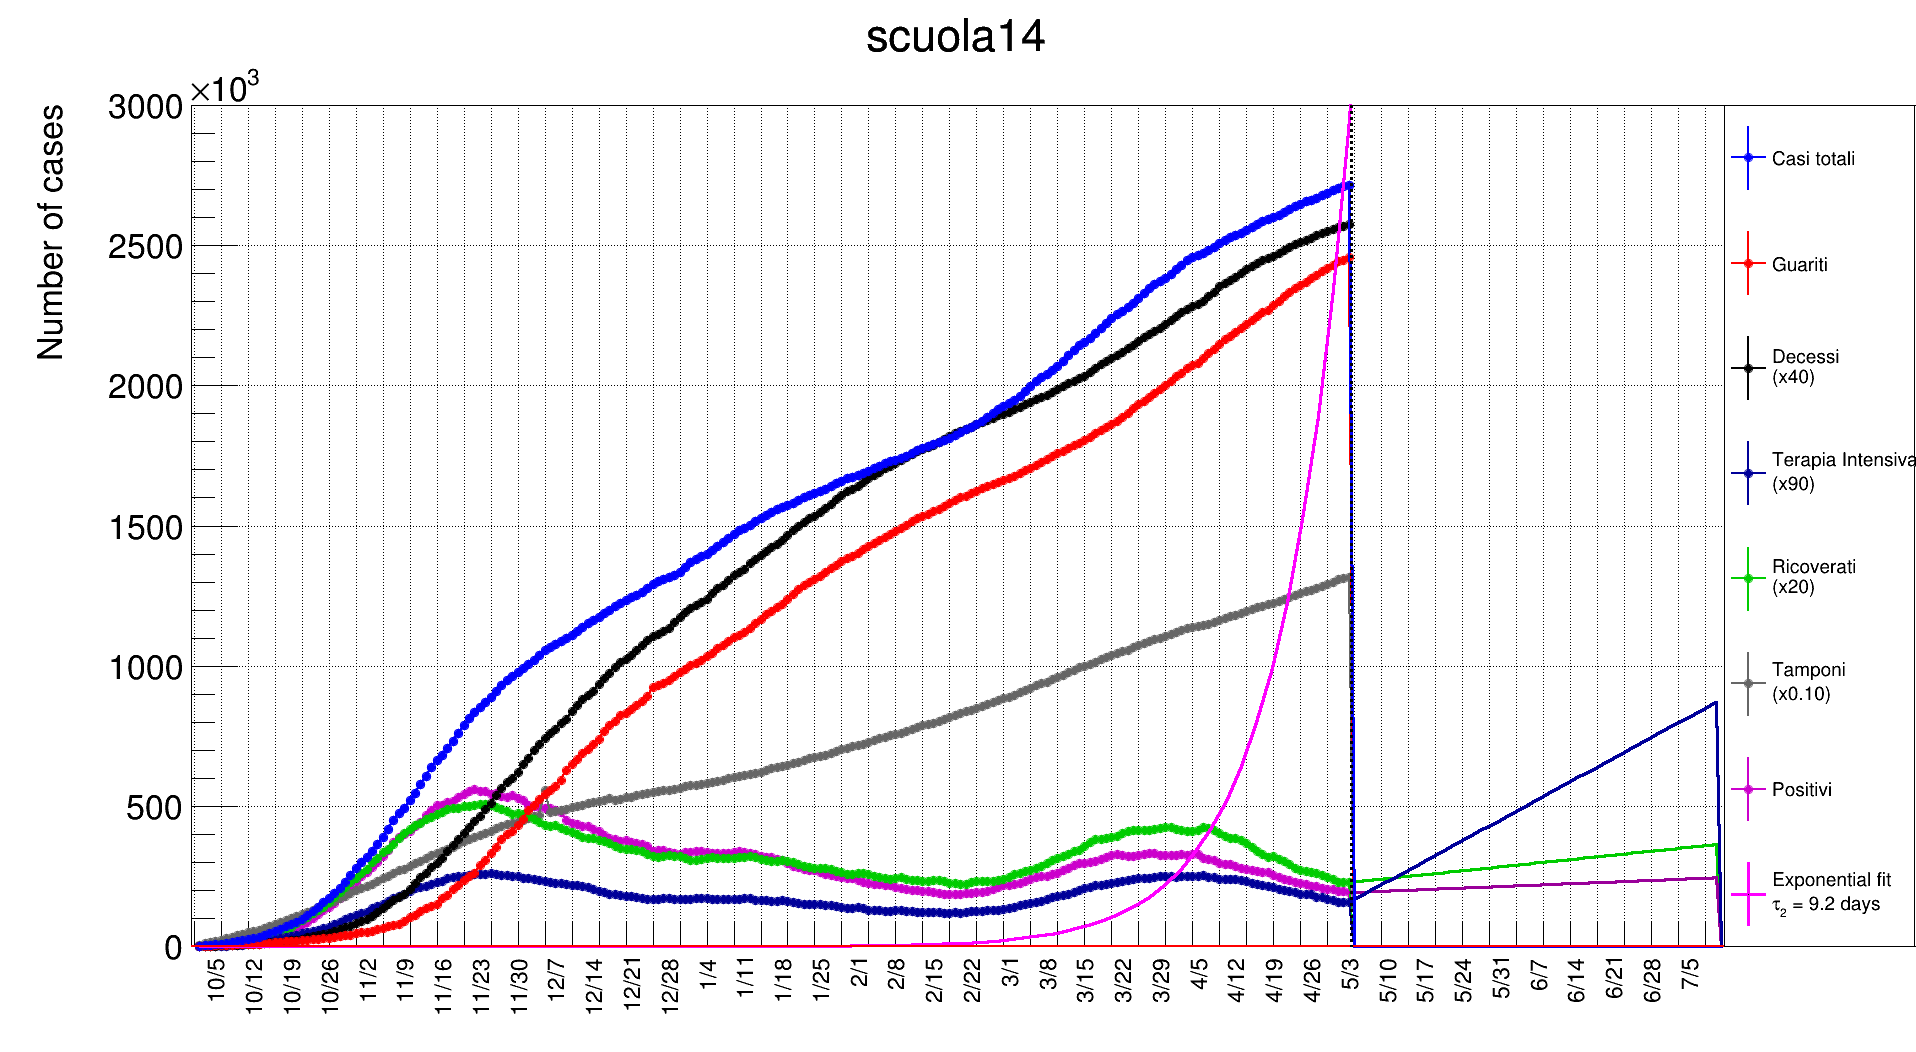 scuola14
×10³
Number of cases
3000
2500
2000
1500
1000
500
0
10/5 10/12 10/19 10/26 11/2 11/9 11/16 11/23 11/30 12/7 12/14 12/21 12/28 1/4 1/11 1/18 1/25 2/1 2/8 2/15 2/22 3/1 3/8 3/15 3/22 3/29 4/5 4/12 4/19 4/26 5/3 5/10 5/17 5/24 5/31 6/7 6/14 6/21 6/28 7/5
Casi totali
Guariti
Decessi
(x40)
Terapia Intensiva
(x90)
Ricoverati
(x20)
Tamponi
(x0.10)
Positivi
Exponential fit
τ₂ = 9.2 days